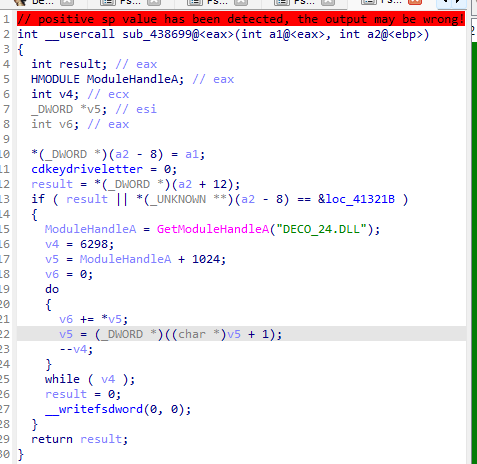 1 // positive sp value has been detected, the output may be wrong!
2 int __usercall sub_438699@<eax>(int a1@<eax>, int a2@<ebp>)
3 {
4 int result; // eax
5 HMODULE ModuleHandleA; // eax
6 int v4; // ecx
7 _DWORD *v5; // esi
8 int v6; // eax
9
10 *(_DWORD *)(a2 - 8) = a1;
11 cdkeydriveletter = 0;
12 result = *(_DWORD *)(a2 + 12);
13 if ( result || *(_UNKNOWN **)(a2 - 8) == &loc_41321B )
14 {
15 ModuleHandleA = GetModuleHandleA("DECO_24.DLL");
16 v4 = 6298;
17 v5 = ModuleHandleA + 1024;
18 v6 = 0;
19 do
20 {
21 v6 += *v5;
22 v5 = (_DWORD *)((char *)v5 + 1);
23 --v4;
24 }
25 while ( v4 );
26 result = 0;
27 __writefsdword(0, 0);
28 }
29 return result;
30 }